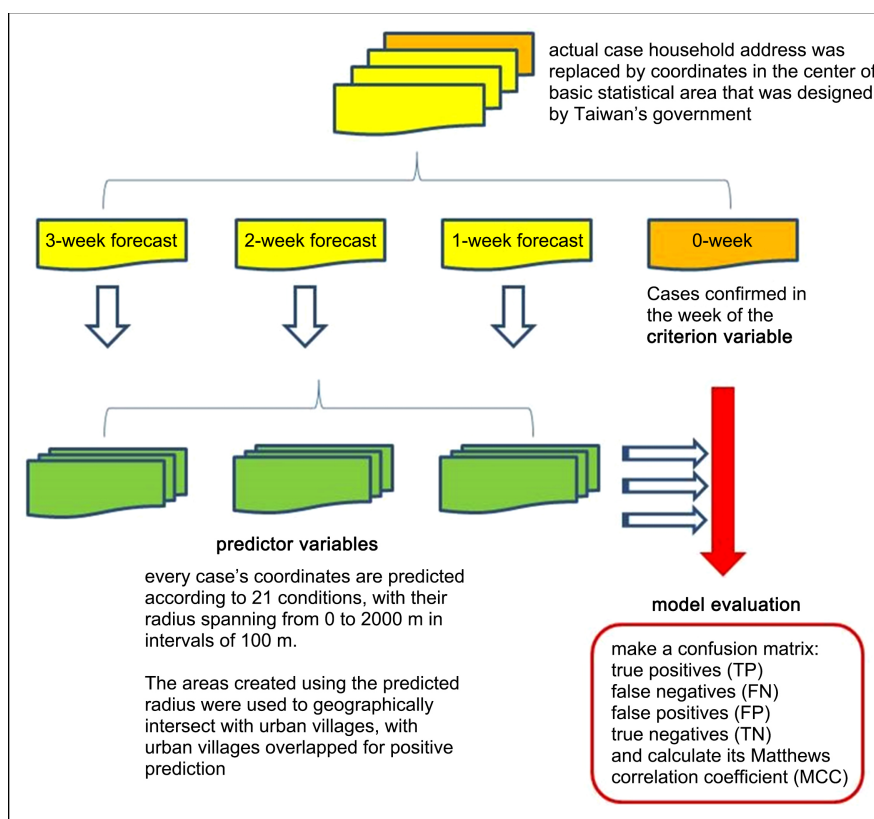 actual case household address was
replaced by coordinates in the center of
basic statistical area that was designed
by Taiwan's government
3-week forecast
2-week forecast
1-week forecast
0-week
Cases confirmed in
the week of the
criterion variable
predictor variables
every case's coordinates are predicted
according to 21 conditions, with their
radius spanning from 0 to 2000 m in
intervals of 100 m.
The areas created using the predicted
radius were used to geographically
intersect with urban villages, with
urban villages overlapped for positive
prediction
model evaluation
make a confusion matrix:
true positives (TP)
false negatives (FN)
false positives (FP)
true negatives (TN)
and calculate its Matthews
correlation coefficient (MCC)